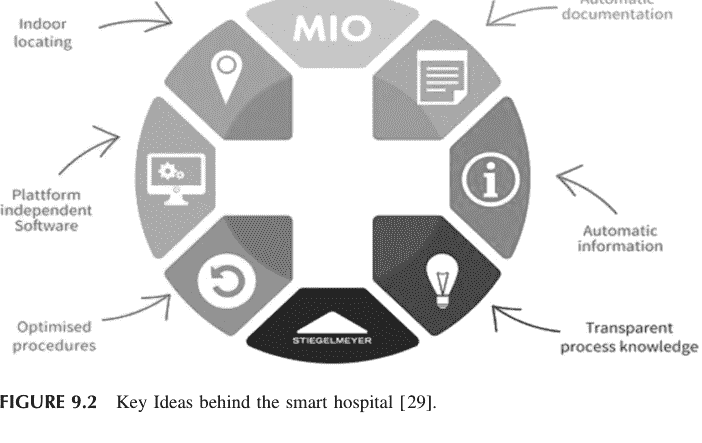 Indoor
locating
MIO
Automatic
documentation
Plattform
independent
Software
i
Automatic
information
Optimised
procedures
STIEGELMEYER
Transparent
process knowledge
FIGURE 9.2 Key Ideas behind the smart hospital [29].